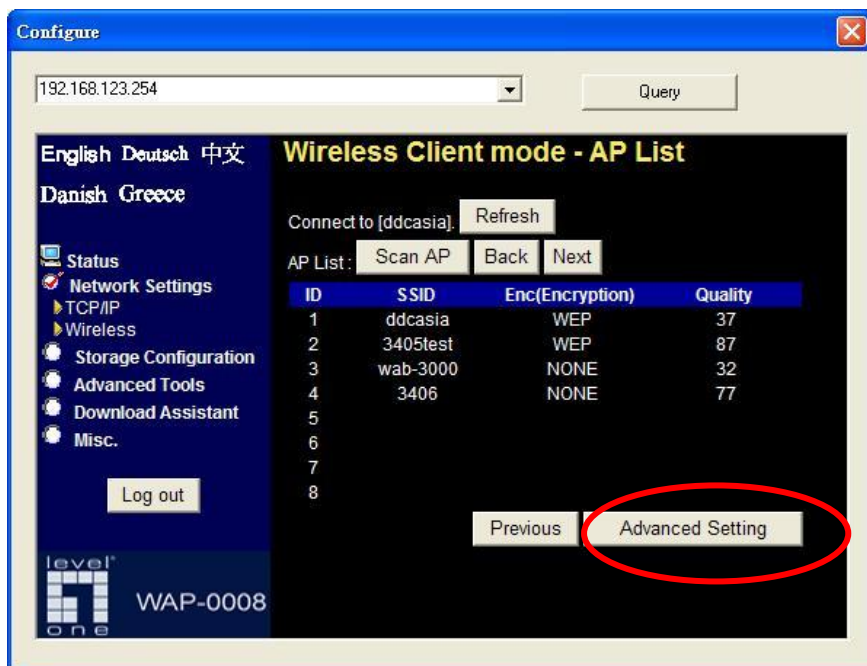 Configure
192.168.123.254
Query
English Deutsch 中文
Danish Greece
Status
Network Settings
TCP/IP
Wireless
Storage Configuration
Advanced Tools
Download Assistant
Misc.
Log out
level
one
WAP-0008
Wireless Client mode - AP List
Connect to [ddcasia]. Refresh
AP List : Scan AP Back Next
ID SSID Enc(Encryption) Quality
1 ddcasia WEP 37
2 3405test WEP 87
3 wab-3000 NONE 32
4 3406 NONE 77
5
6
7
8
Previous Advanced Setting